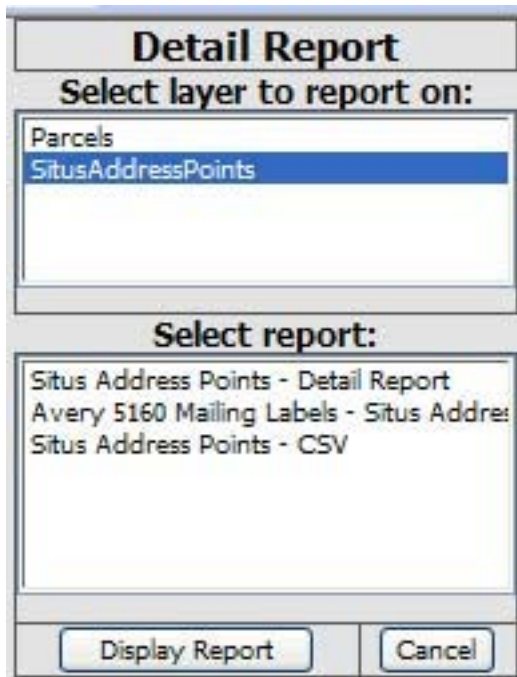 Detail Report
Select layer to report on:
Parcels
SitusAddressPoints
Select report:
Situs Address Points - Detail Report
Avery 5160 Mailing Labels - Situs Addres
Situs Address Points - CSV
Display Report
Cancel